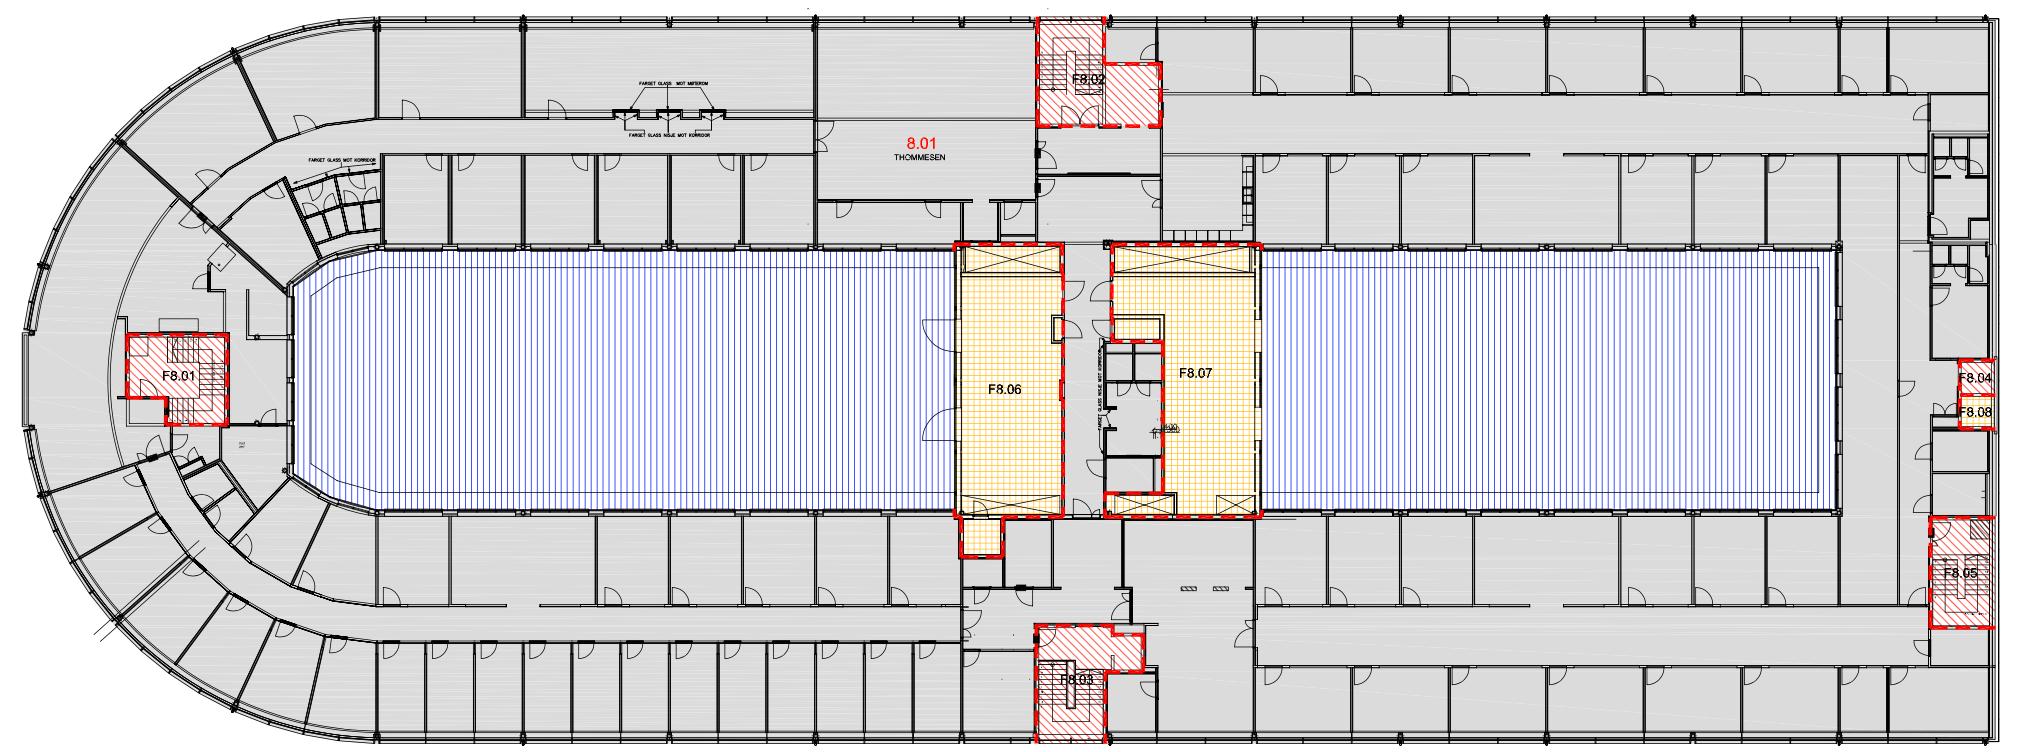 FARGET GLASS MOT MØTEROM
F8.02
FARGET GLASS NISJE MOT KORRIDOR
8.01
THOMMESEN
FARGET GLASS MOT KORRIDOR
F8.01
F8.06
FARGET GLASS NISJE MOT KORRIDOR
F8.07
F8.04
F8.08
F8.05
F8.03